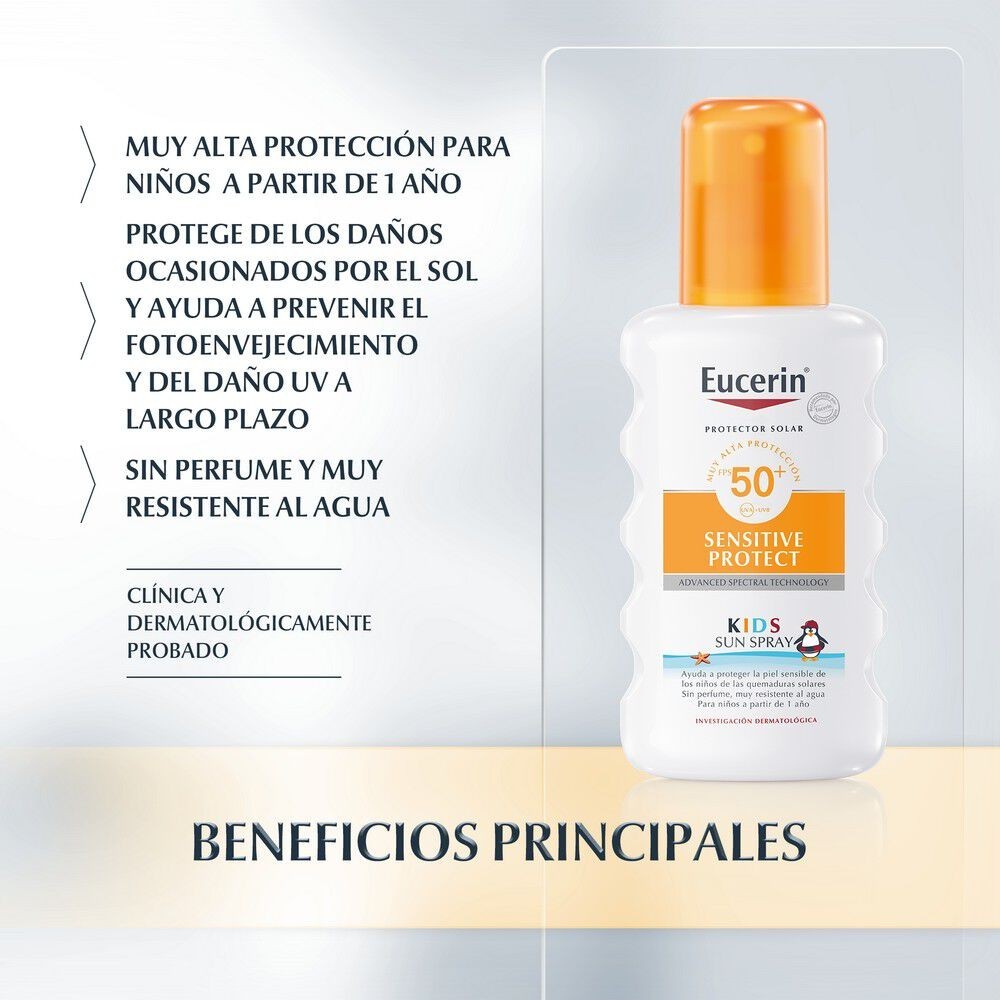 MUY ALTA PROTECCIÓN PARA
NIÑOS A PARTIR DE 1 AÑO
PROTEGE DE LOS DAÑOS
OCASIONADOS POR EL SOL
Y AYUDA A PREVENIR EL
FOTOENVEJECIMIENTO
Y DEL DAÑO UV A
LARGO PLAZO
SIN PERFUME Y MUY
RESISTENTE AL AGUA
CLÍNICA Y
DERMATOLÓGICAMENTE
PROBADO
Eucerin®
Eucerin
PROTECTOR SOLAR
MUY ALTA PROTECCIÓN
FPS 50+
UVA + UVB
SENSITIVE
PROTECT
ADVANCED SPECTRAL TECHNOLOGY
KIDS
SUN SPRAY
Ayuda a proteger la piel sensible de
los niños de las quemaduras solares
Sin perfume, muy resistente al agua
Para niños a partir de 1 año
INVESTIGACIÓN DERMATOLÓGICA
BENEFICIOS PRINCIPALES